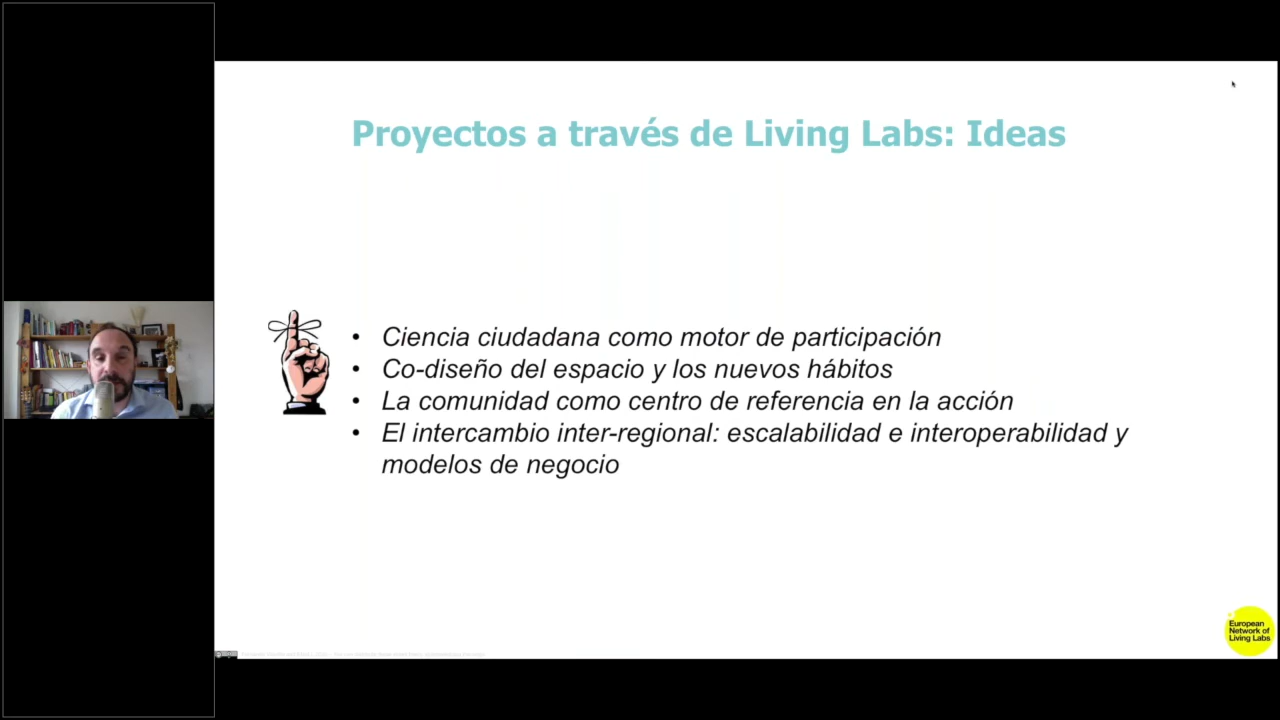 Proyectos a través de Living Labs: Ideas
• Ciencia ciudadana como motor de participación
• Co-diseño del espacio y los nuevos hábitos
• La comunidad como centro de referencia en la acción
• El intercambio inter-regional: escalabilidad e interoperabilidad y
modelos de negocio
European
Network of
Living Labs